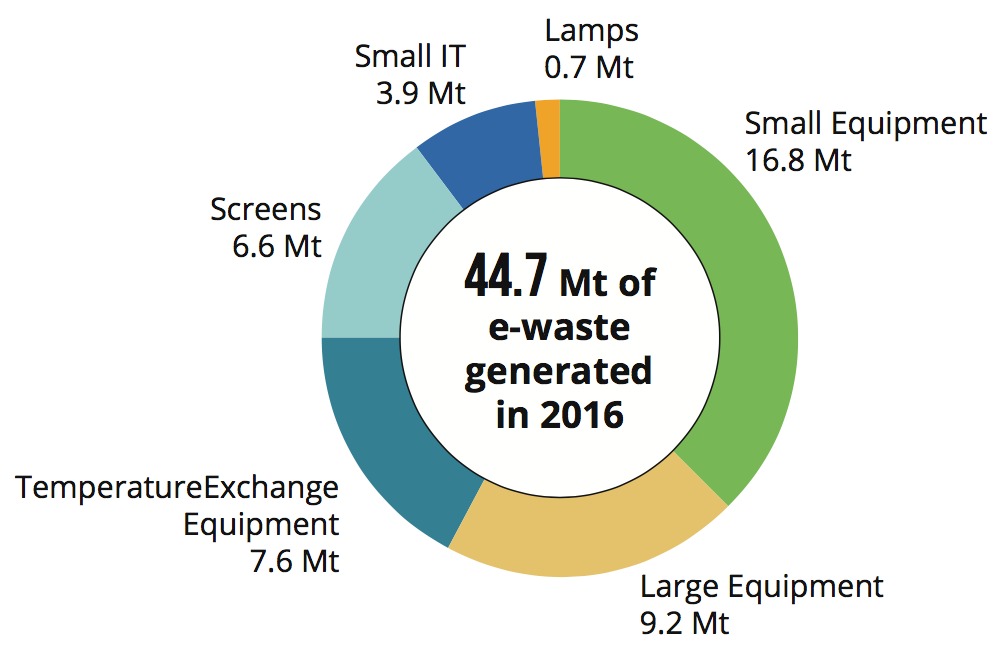 Lamps
0.7 Mt
Small IT
3.9 Mt
Small Equipment
16.8 Mt
Screens
6.6 Mt
44.7 Mt of
e-waste
generated
in 2016
TemperatureExchange
Equipment
7.6 Mt
Large Equipment
9.2 Mt